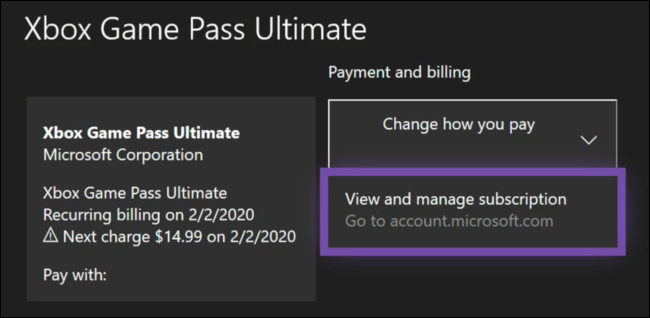 Xbox Game Pass Ultimate
Payment and billing
Xbox Game Pass Ultimate
Microsoft Corporation
Xbox Game Pass Ultimate
Recurring billing on 2/2/2020
⚠ Next charge $14.99 on 2/2/2020
Pay with:
Change how you pay
View and manage subscription
Go to account.microsoft.com